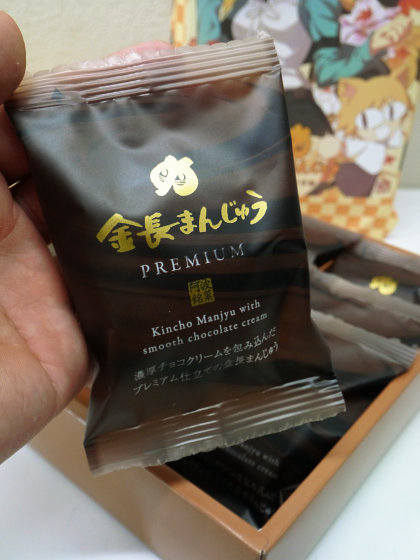 金長まんじゅう
PREMIUM
阿波
銘菓
Kincho Manjyu with
smooth chocolate cream
濃厚チョコクリームを包み込んだ
プレミアム仕立ての金長まんじゅう